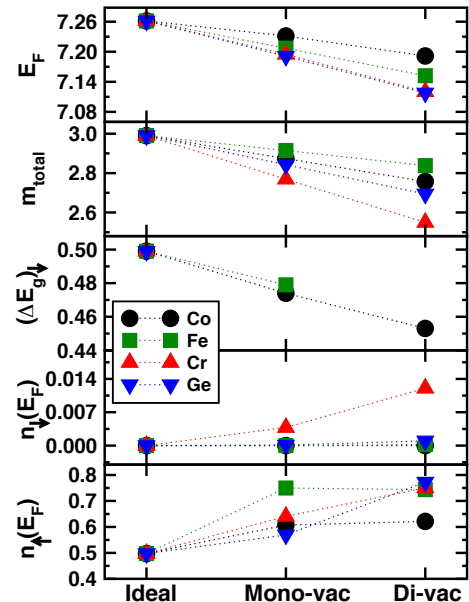 7.26
7.20
7.14
7.08
E_F
3.0
2.8
2.6
m_total
0.50
0.48
0.46
0.44
(ΔE_g)↓
Co
Fe
Cr
Ge
0.014
0.007
0.000
n↓(E_F)
0.8
0.7
0.6
0.5
0.4
n↑(E_F)
Ideal Mono-vac Di-vac